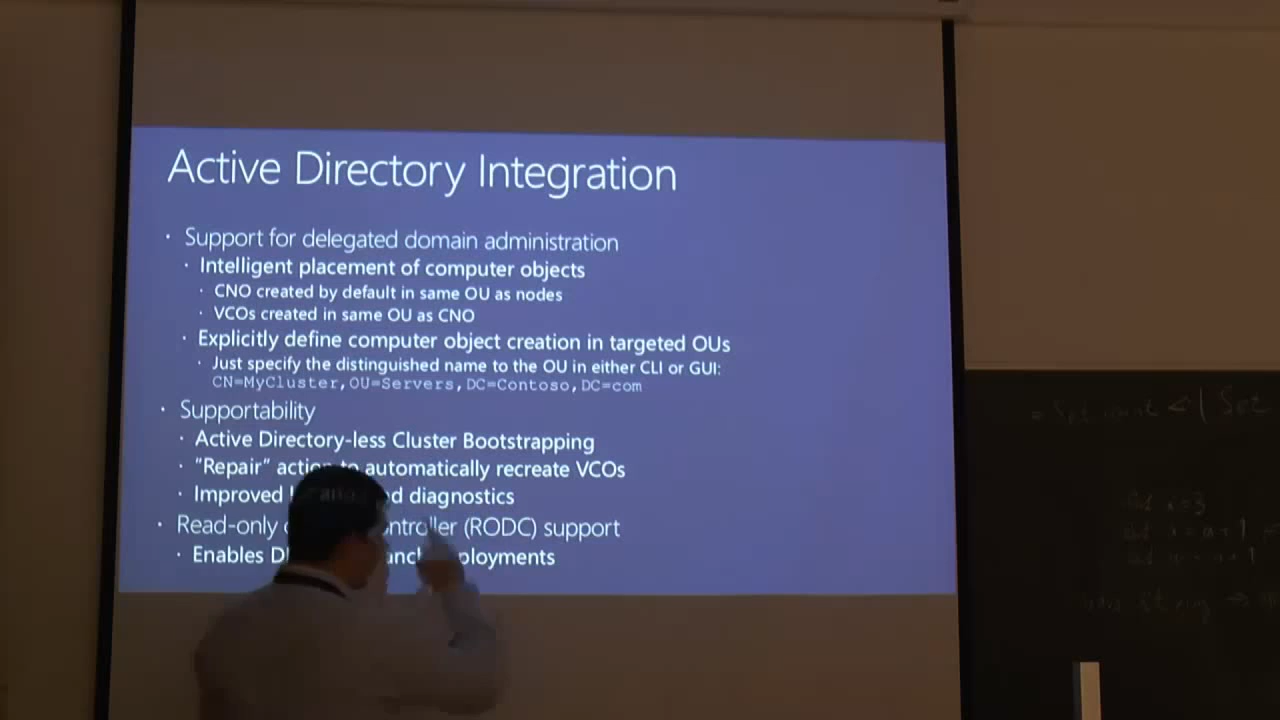 Active Directory Integration
· Support for delegated domain administration
· Intelligent placement of computer objects
· CNO created by default in same OU as nodes
· VCOs created in same OU as CNO
· Explicitly define computer object creation in targeted OUs
· Just specify the distinguished name to the OU in either CLI or GUI:
CN=MyCluster,OU=Servers,DC=Contoso,DC=com
· Supportability
· Active Directory-less Cluster Bootstrapping
· "Repair" action to automatically recreate VCOs
· Improved diagnostics
· Read-only (RODC) support
· Enables